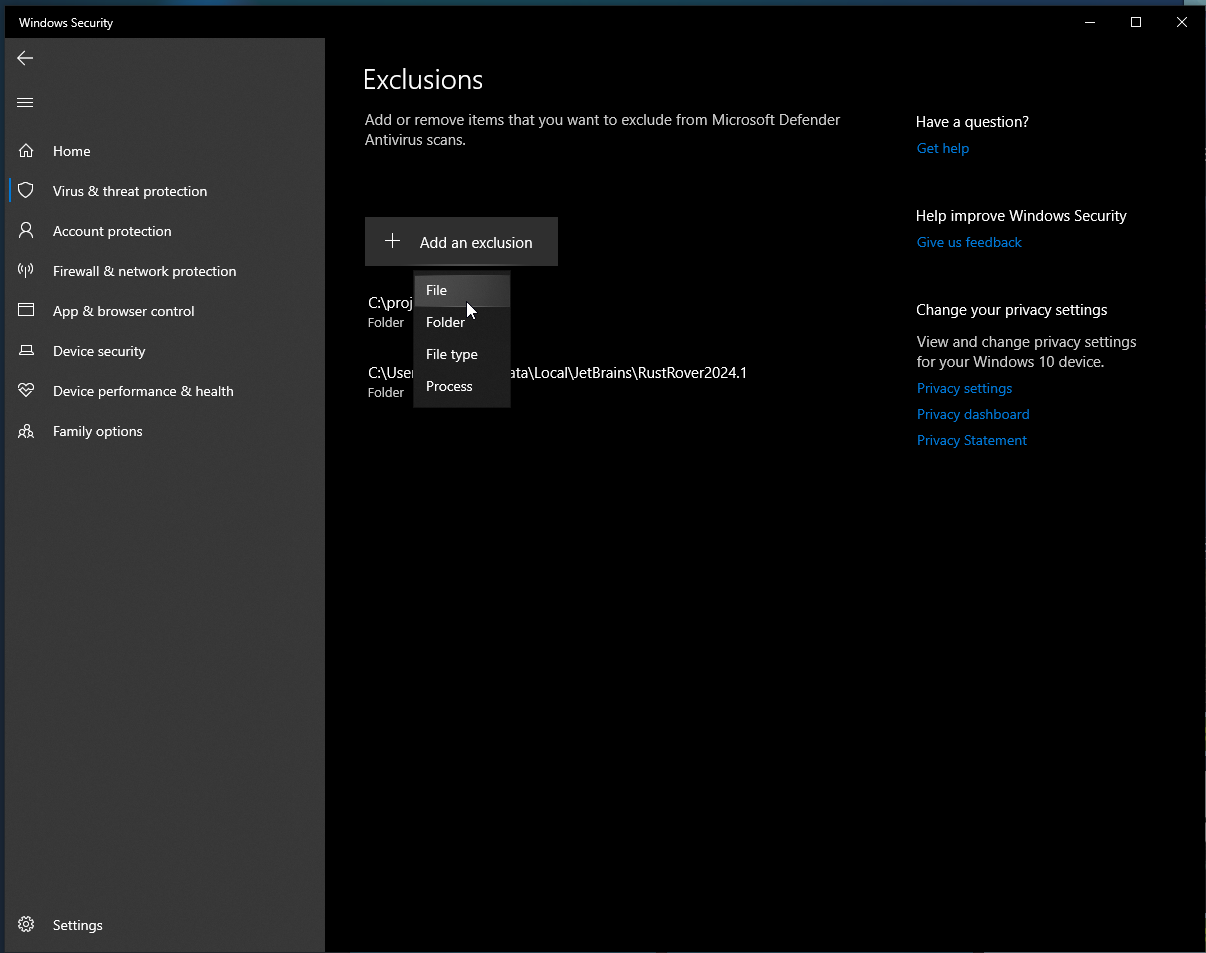 Windows Security
Home
Virus & threat protection
Account protection
Firewall & network protection
App & browser control
Device security
Device performance & health
Family options
Settings
Exclusions
Add or remove items that you want to exclude from Microsoft Defender
Antivirus scans.
Add an exclusion
File
Folder
File type
Process
C:\proj
Folder
C:\User ata\Local\JetBrains\RustRover2024.1
Folder
Have a question?
Get help
Help improve Windows Security
Give us feedback
Change your privacy settings
View and change privacy settings
for your Windows 10 device.
Privacy settings
Privacy dashboard
Privacy Statement